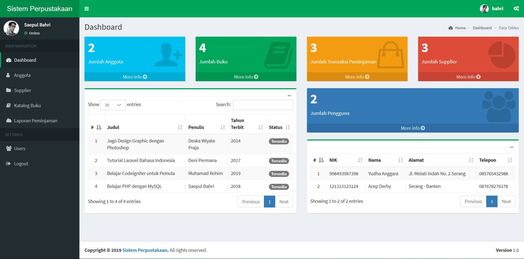 Sistem Perpustakaan
bahri
Saepul Bahri
Online
MAIN NAVIGATION
Dashboard
Anggota
Supplier
Katalog Buku
Laporan Peminjaman
SETTINGS
Users
Logout
Dashboard
Home > Dashboard > Data Tables
2
Jumlah Anggota
More info
4
Jumlah Buku
More info
3
Jumlah Transaksi Peminjaman
More info
3
Jumlah Supplier
More info
2
Jumlah Pengguna
More info
Show 10 entries
Search:
# Judul Penulis Tahun Terbit Status
1 Jago Design Graphic dengan Photoshop Deska Wijaya Praja 2014 Tersedia
2 Tutorial Laravel Bahasa Indonesia Deni Permana 2017 Tersedia
3 Belajar Codeigniter untuk Pemula Muhamad Rohim 2019 Tersedia
4 Belajar PHP dengan MySQL Saepul Bahri 2018 Tersedia
Showing 1 to 4 of 4 entries
Previous 1 Next
# NIK Nama Alamat Telepon
1 908493987398 Yudha Anggara Jl. Melati Indah No. 2 Serang 085765432988
2 121313123124 Acep Derby Serang - Banten 087678276378
Showing 1 to 2 of 2 entries
Previous 1 Next
Copyright © 2019 Sistem Perpustakaan. All rights reserved.
Version 1.0